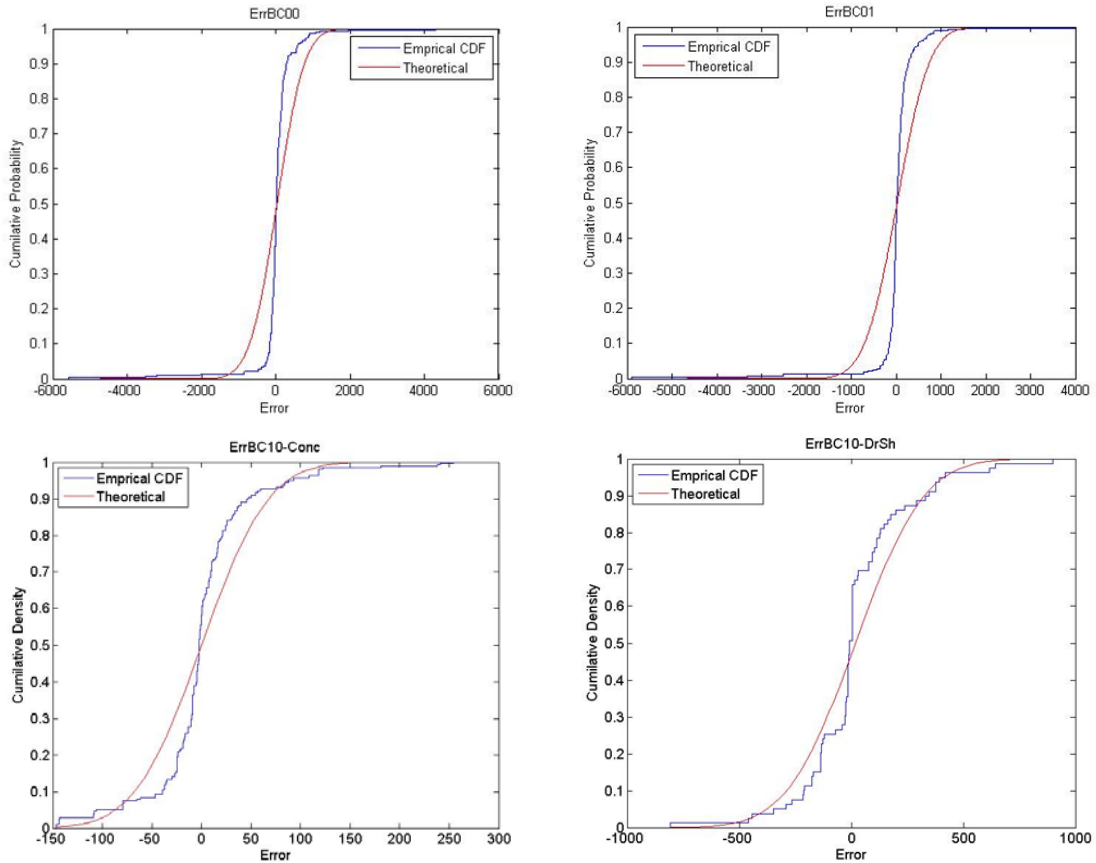 ErrBC00
1
0.9
0.8
0.7
0.6
0.5
0.4
0.3
0.2
0.1
0
Cumilative Probability
Emprical CDF
Theoretical
-6000 -4000 -2000 0 2000 4000 6000
Error
ErrBC01
1
0.9
0.8
0.7
0.6
0.5
0.4
0.3
0.2
0.1
0
Cumilative Probability
Emprical CDF
Theoretical
-6000 -5000 -4000 -3000 -2000 -1000 0 1000 2000 3000 4000
Error
ErrBC10-Conc
1
0.9
0.8
0.7
0.6
0.5
0.4
0.3
0.2
0.1
0
Cumilative Density
Emprical CDF
Theoretical
-150 -100 -50 0 50 100 150 200 250 300
Error
ErrBC10-DrSh
1
0.9
0.8
0.7
0.6
0.5
0.4
0.3
0.2
0.1
0
Cumilative Density
Emprical CDF
Theoretical
-500 0 500 1000
Error